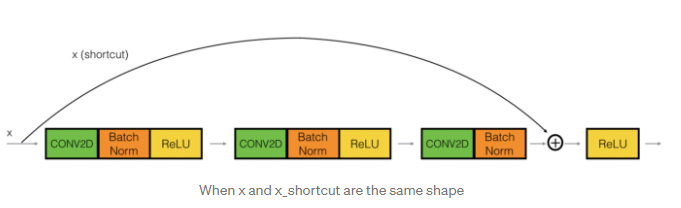 x (shortcut)
x
CONV2D Batch Norm ReLU CONV2D Batch Norm ReLU CONV2D Batch Norm ReLU
When x and x_shortcut are the same shape